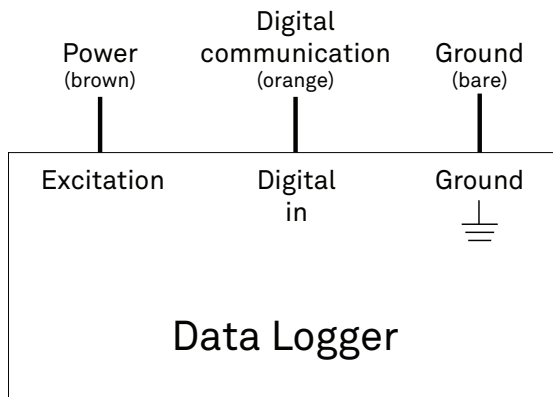 Power
(brown)
Digital
communication
(orange)
Ground
(bare)
Excitation
Digital
in
Ground
Data Logger